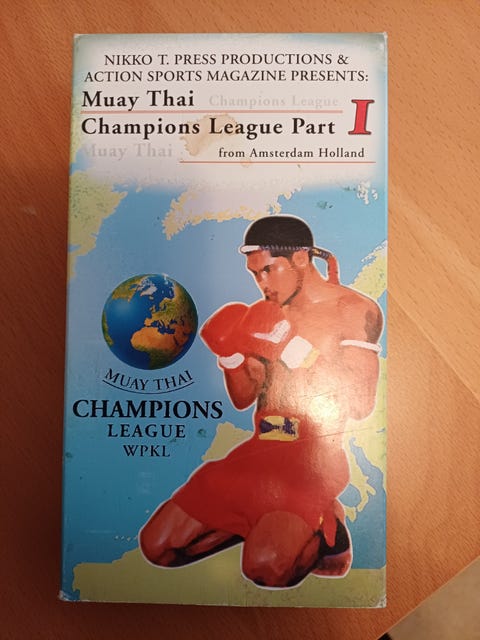 NIKKO T. PRESS PRODUCTIONS &
ACTION SPORTS MAGAZINE PRESENTS:
Muay Thai Champions League
Champions League Part I
Muay Thai
from Amsterdam Holland
MUAY THAI
CHAMPIONS
LEAGUE
WPKL